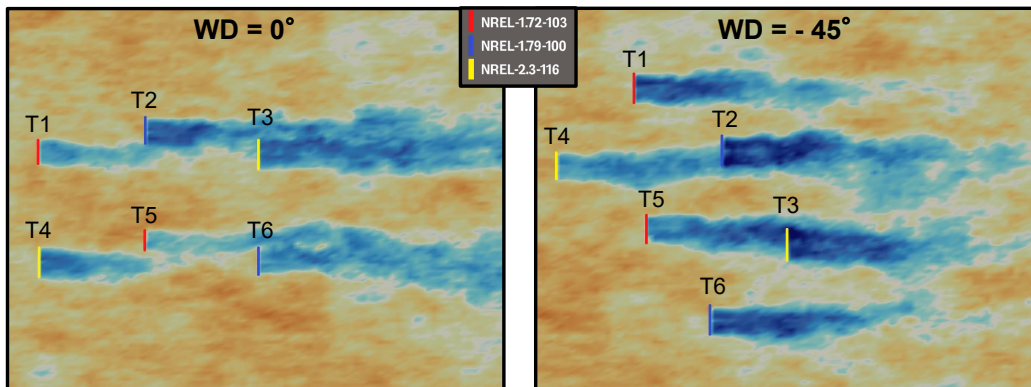 WD = 0°
NREL-1.72-103
NREL-1.79-100
NREL-2.3-116
WD = - 45°
T1
T2
T3
T4
T5
T6
T1
T4
T2
T5
T3
T6